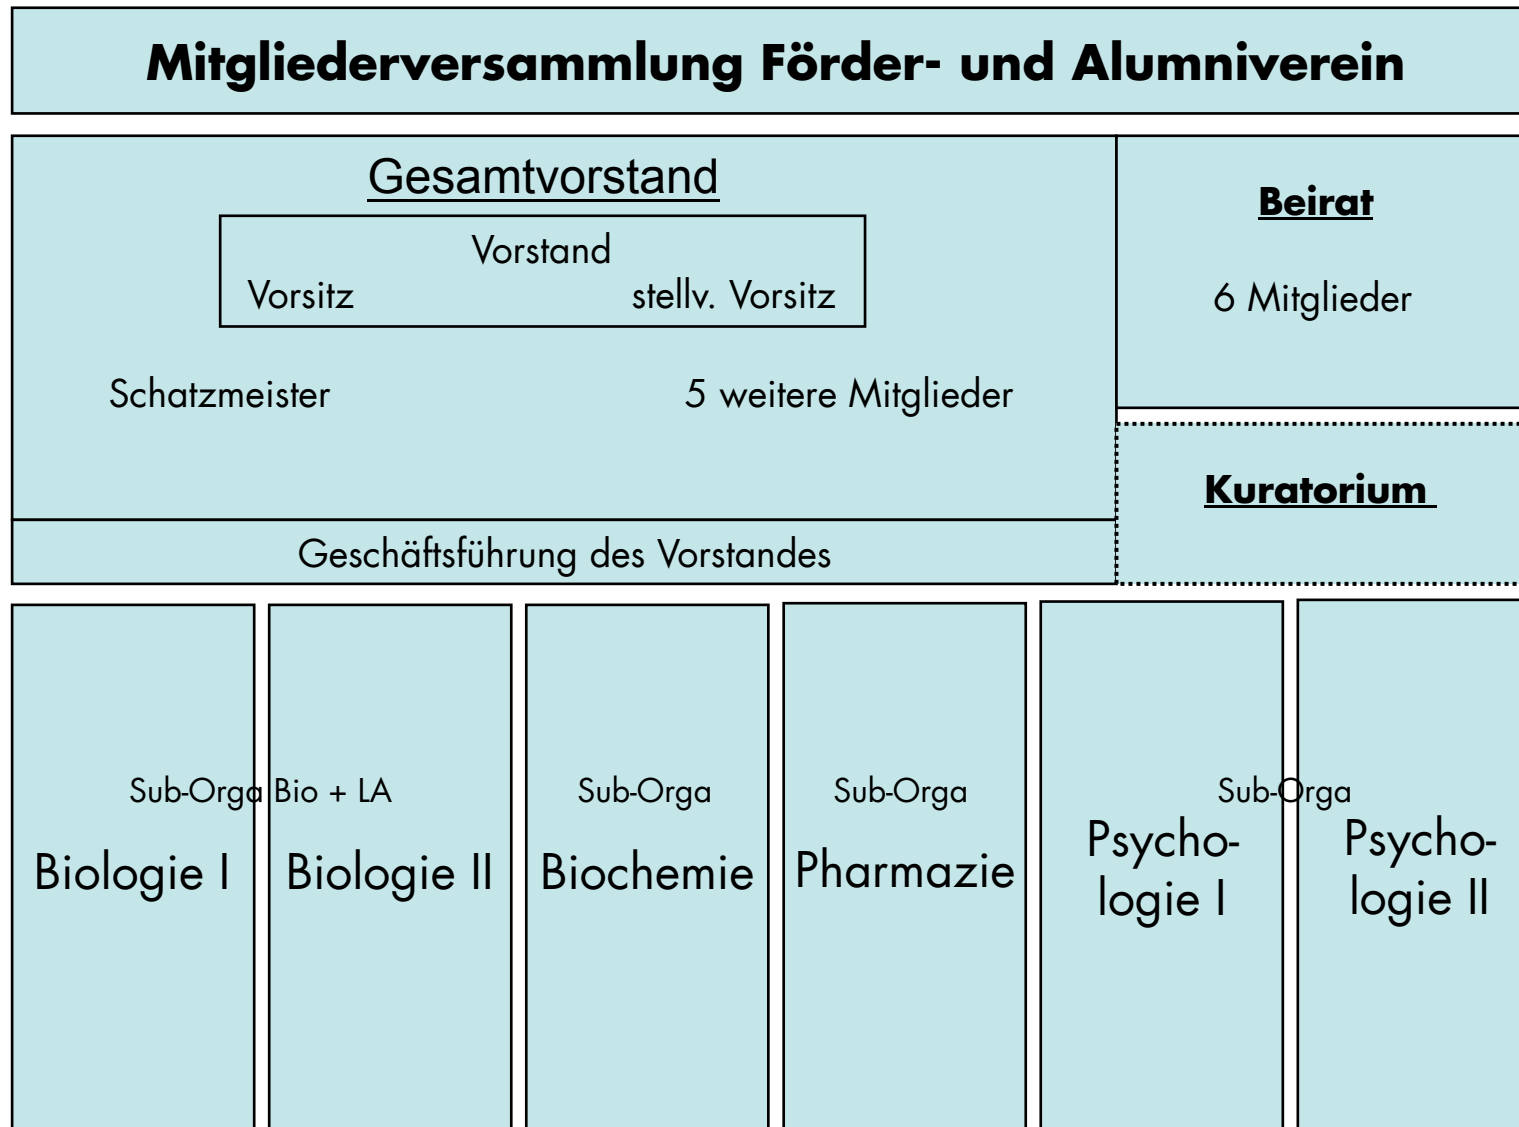 Mitgliederversammlung Förder- und Alumniverein
Gesamtvorstand
Vorstand
Vorsitz stellv. Vorsitz
Schatzmeister 5 weitere Mitglieder
Beirat
6 Mitglieder
Kuratorium
Geschäftsführung des Vorstandes
Sub-Orga Bio + LA
Biologie I
Biologie II
Sub-Orga
Biochemie
Sub-Orga
Pharmazie
Sub-Orga
Psycho-
logie I
Psycho-
logie II